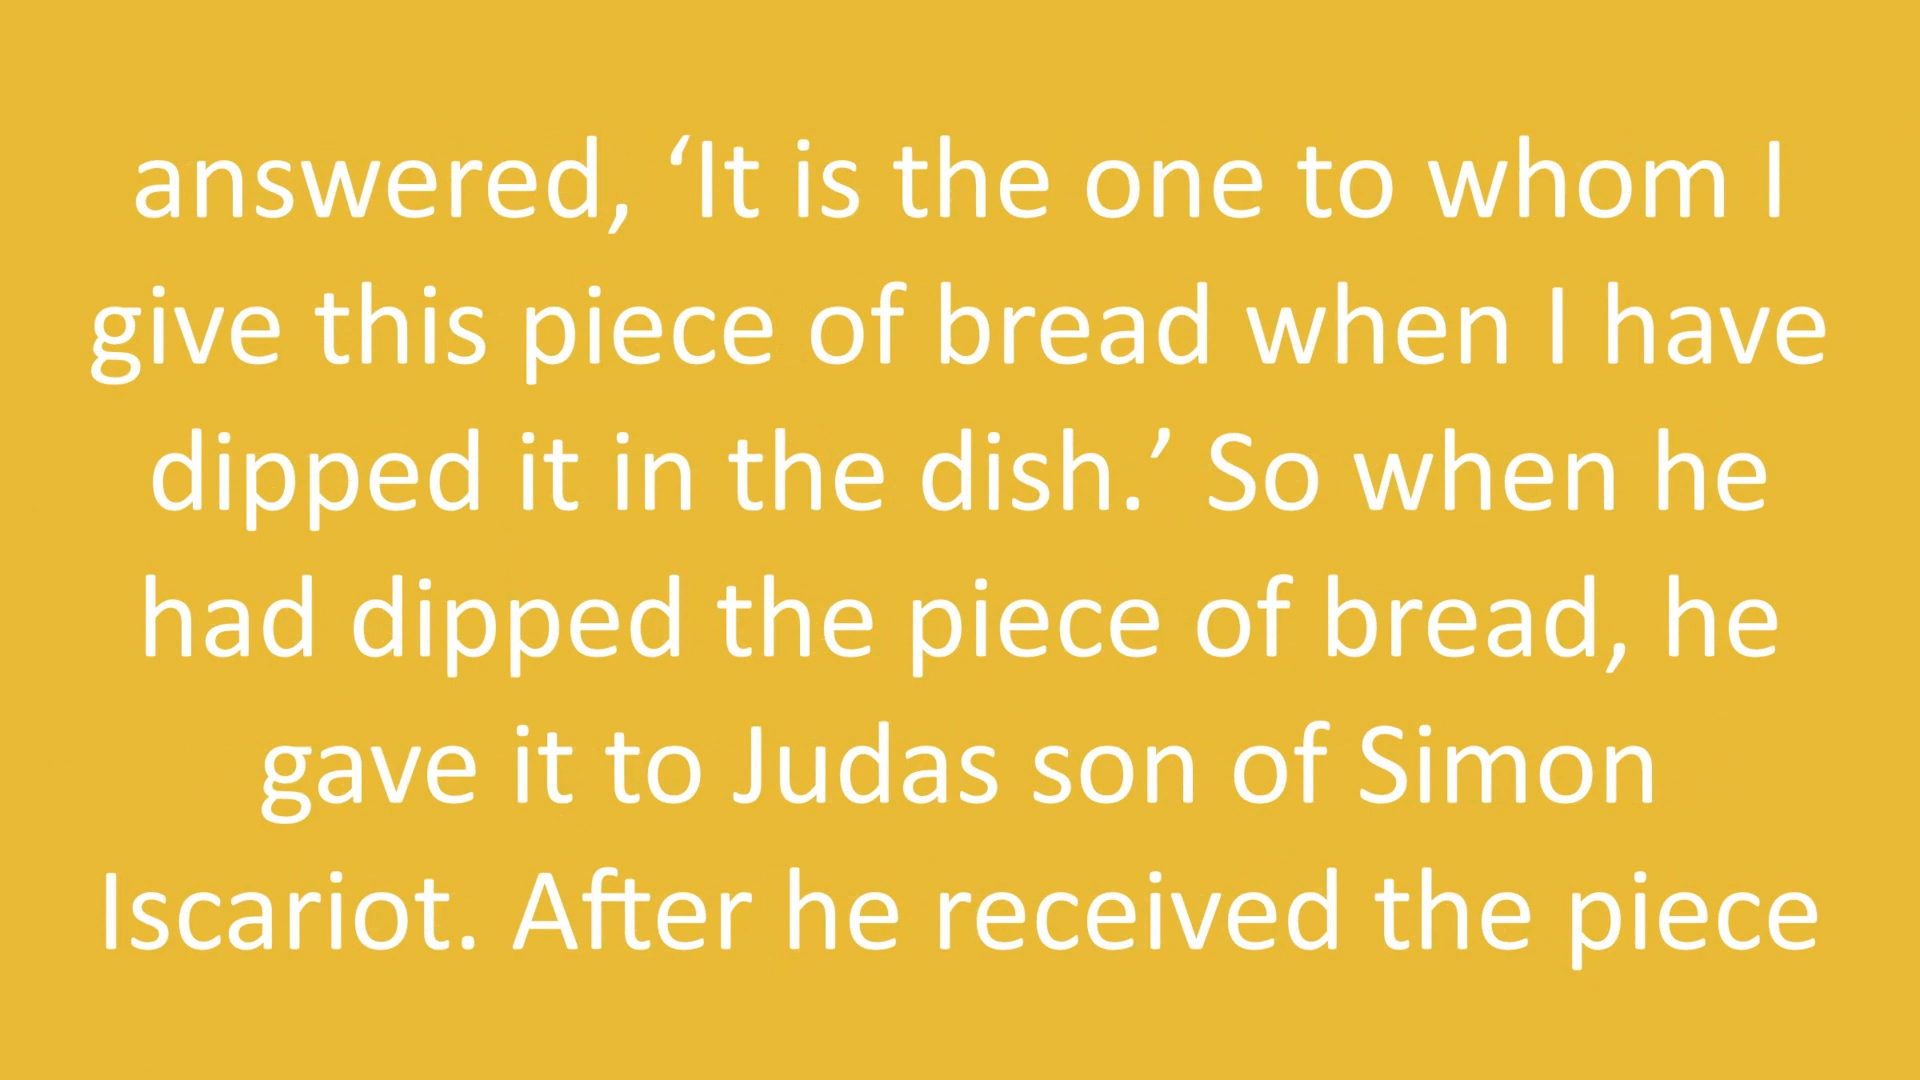 answered, ‘It is the one to whom I
give this piece of bread when I have
dipped it in the dish.’ So when he
had dipped the piece of bread, he
gave it to Judas son of Simon
Iscariot. After he received the piece